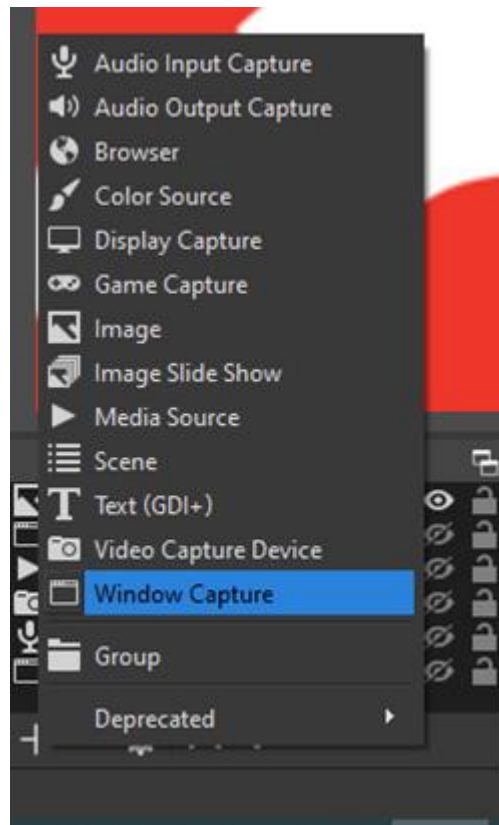 Audio Input Capture
Audio Output Capture
Browser
Color Source
Display Capture
Game Capture
Image
Image Slide Show
Media Source
Scene
Text (GDI+)
Video Capture Device
Window Capture
Group
Deprecated